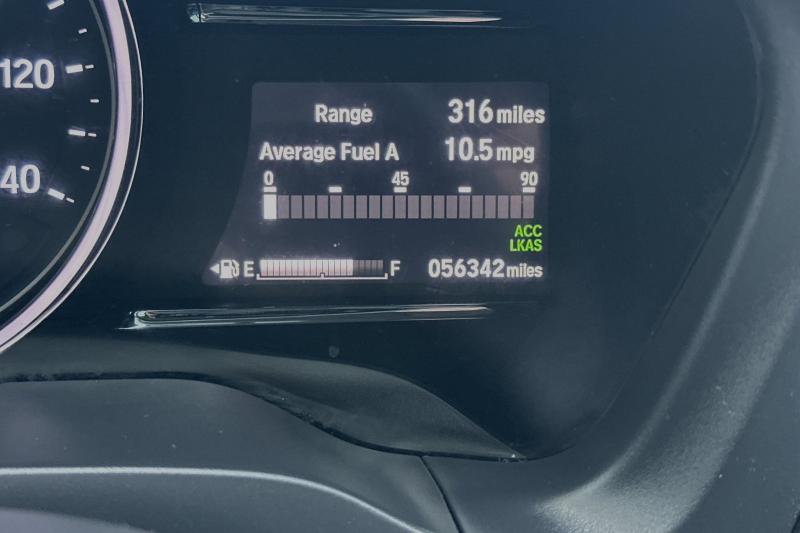 120
40
Range 316 miles
Average Fuel A 10.5 mpg
0 45 90
ACC
LKAS
E F 056342 miles